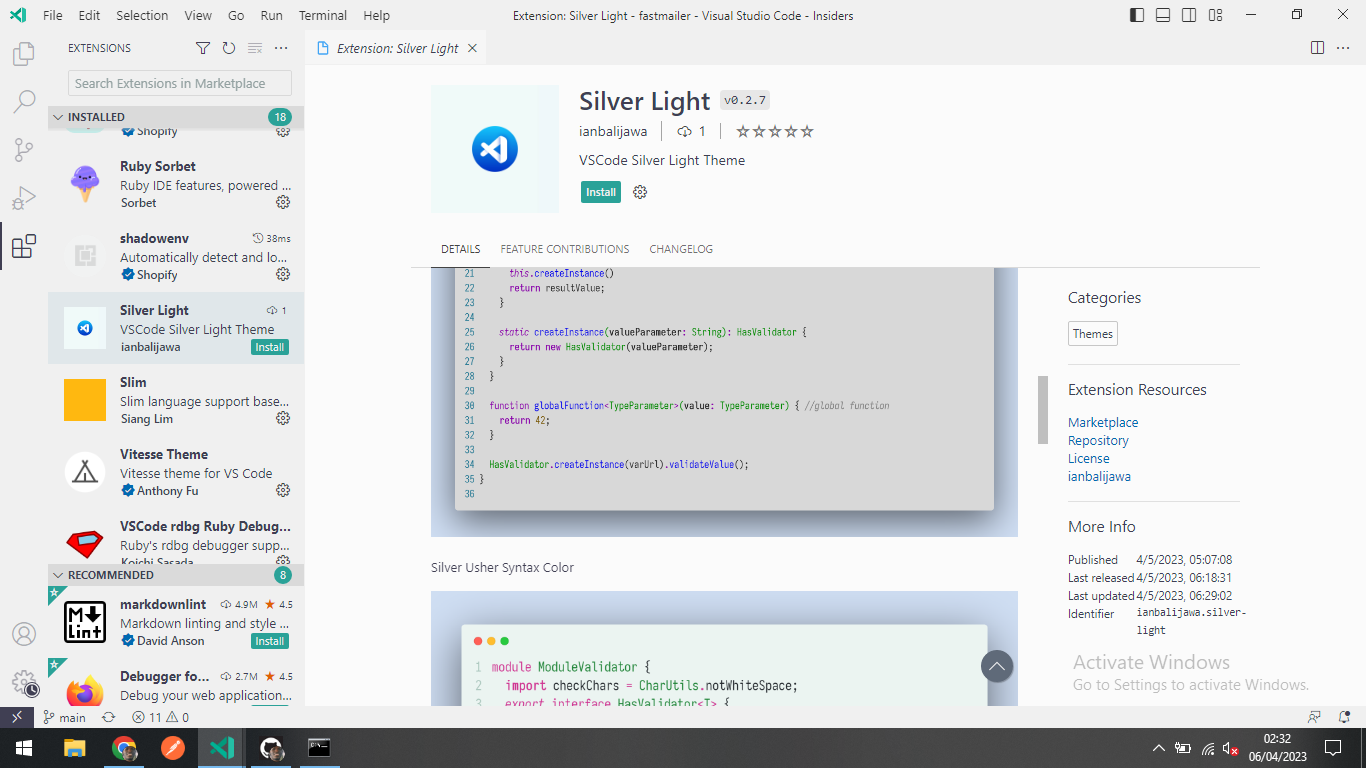 File Edit Selection View Go Run Terminal Help
Extension: Silver Light - fastmailer - Visual Studio Code - Insiders
EXTENSIONS
Search Extensions in Marketplace
INSTALLED 18
Shopify
Ruby Sorbet
Ruby IDE features, powered ...
Sorbet
shadowenv 38ms
Automatically detect and lo...
Shopify
Silver Light 1
VSCode Silver Light Theme
ianbalijawa Install
Slim
Slim language support base...
Siang Lim
Vitesse Theme
Vitesse theme for VS Code
Anthony Fu
VSCode rdbg Ruby Debug...
Ruby's rdbg debugger supp...
Koichi Sasada
RECOMMENDED 8
markdownlint 4.9M 4.5
Markdown linting and style ...
David Anson Install
Debugger fo... 2.7M 4.5
Debug your web application...
Extension: Silver Light
Silver Light v0.2.7
ianbalijawa 1
VSCode Silver Light Theme
Install
DETAILS FEATURE CONTRIBUTIONS CHANGELOG
21 this.createInstance()
22 return resultValue;
23 }
24
25 static createInstance(valueParameter: String): HasValidator {
26 return new HasValidator(valueParameter);
27 }
28 }
29
30 function globalFunction<TypeParameter>(value: TypeParameter) { //global function
31 return 42;
32 }
33
34 HasValidator.createInstance(varUrl).validateValue();
35 }
36
Silver Usher Syntax Color
1 module ModuleValidator {
2 import checkChars = CharUtils.notWhiteSpace;
3 export interface HasValidator<T> {
Categories
Themes
Extension Resources
Marketplace
Repository
License
ianbalijawa
More Info
Published 4/5/2023, 05:07:08
Last released 4/5/2023, 06:18:31
Last updated 4/5/2023, 06:29:02
Identifier ianbalijawa.silver-
light
Activate Windows
Go to Settings to activate Windows.
main 11 0
02:32
06/04/2023